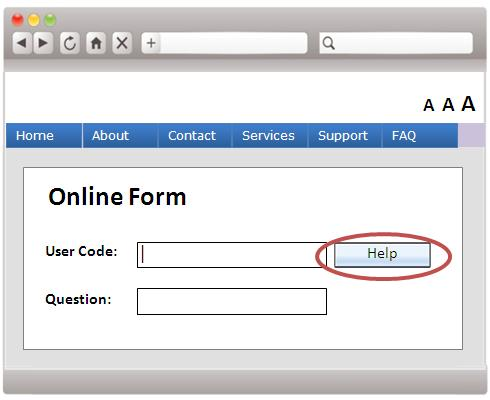 A A A
Home About Contact Services Support FAQ
Online Form
User Code: Help
Question: